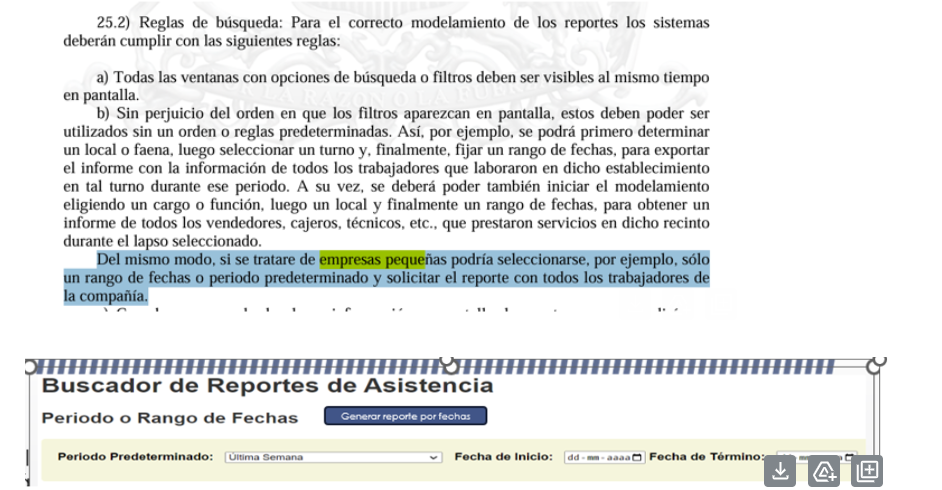 25.2) Reglas de búsqueda: Para el correcto modelamiento de los reportes los sistemas
deberán cumplir con las siguientes reglas:
a) Todas las ventanas con opciones de búsqueda o filtros deben ser visibles al mismo tiempo
en pantalla.
b) Sin perjuicio del orden en que los filtros aparezcan en pantalla, estos deben poder ser
utilizados sin un orden o reglas predeterminadas. Así, por ejemplo, se podrá primero determinar
un local o faena, luego seleccionar un turno y, finalmente, fijar un rango de fechas, para exportar
el informe con la información de todos los trabajadores que laboraron en dicho establecimiento
en tal turno durante ese periodo. A su vez, se deberá poder también iniciar el modelamiento
eligiendo un cargo o función, luego un local y finalmente un rango de fechas, para obtener un
informe de todos los vendedores, cajeros, técnicos, etc., que prestaron servicios en dicho recinto
durante el lapso seleccionado.
Del mismo modo, si se tratare de empresas pequeñas podría seleccionarse, por ejemplo, sólo
un rango de fechas o periodo predeterminado y solicitar el reporte con todos los trabajadores de
la compañía.
Buscador de Reportes de Asistencia
Periodo o Rango de Fechas Generar reporte por fechas
Periodo Predeterminado: Última Semana Fecha de Inicio: dd-mm-aaaa Fecha de Término: